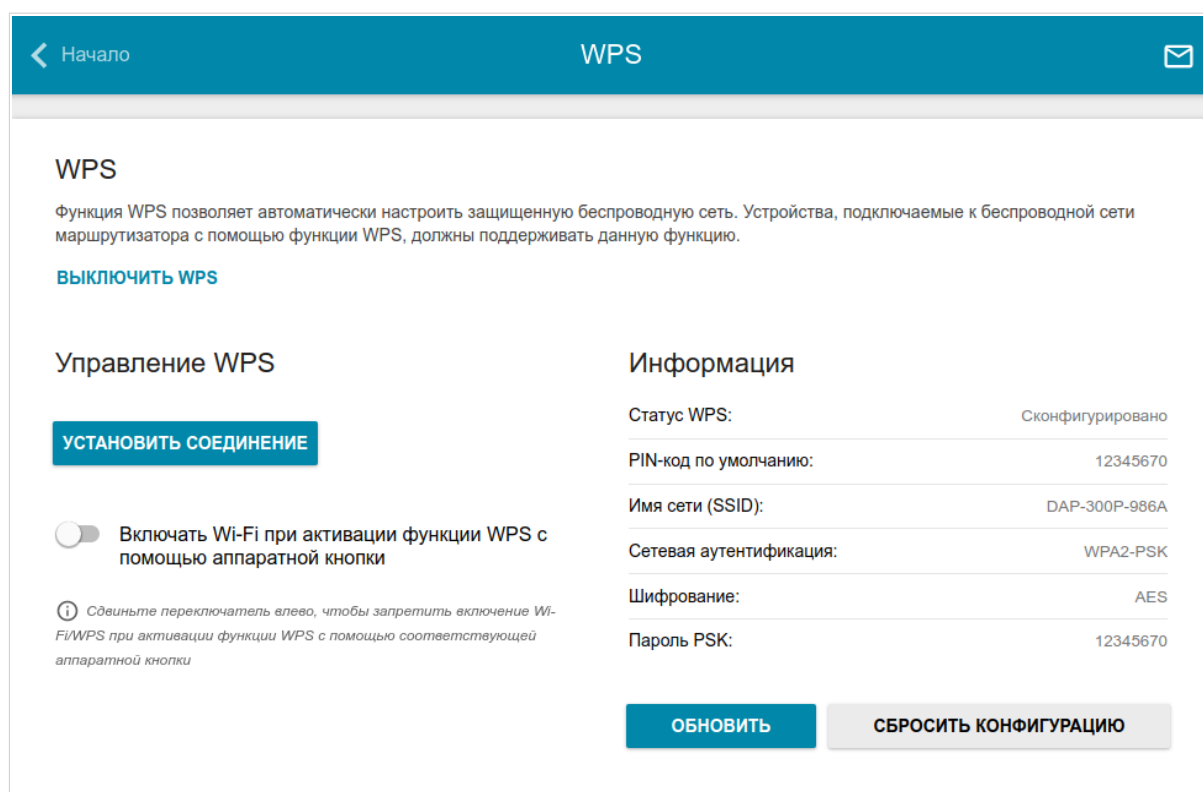 Начало
WPS
WPS
Функция WPS позволяет автоматически настроить защищенную беспроводную сеть. Устройства, подключаемые к беспроводной сети
маршрутизатора с помощью функции WPS, должны поддерживать данную функцию.
ВЫКЛЮЧИТЬ WPS
Управление WPS
УСТАНОВИТЬ СОЕДИНЕНИЕ
Включать Wi-Fi при активации функции WPS с
помощью аппаратной кнопки
Сдвиньте переключатель влево, чтобы запретить включение Wi-
Fi/WPS при активации функции WPS с помощью соответствующей
аппаратной кнопки
Информация
Статус WPS: Сконфигурировано
PIN-код по умолчанию: 12345670
Имя сети (SSID): DAP-300P-986A
Сетевая аутентификация: WPA2-PSK
Шифрование: AES
Пароль PSK: 12345670
ОБНОВИТЬ СБРОСИТЬ КОНФИГУРАЦИЮ